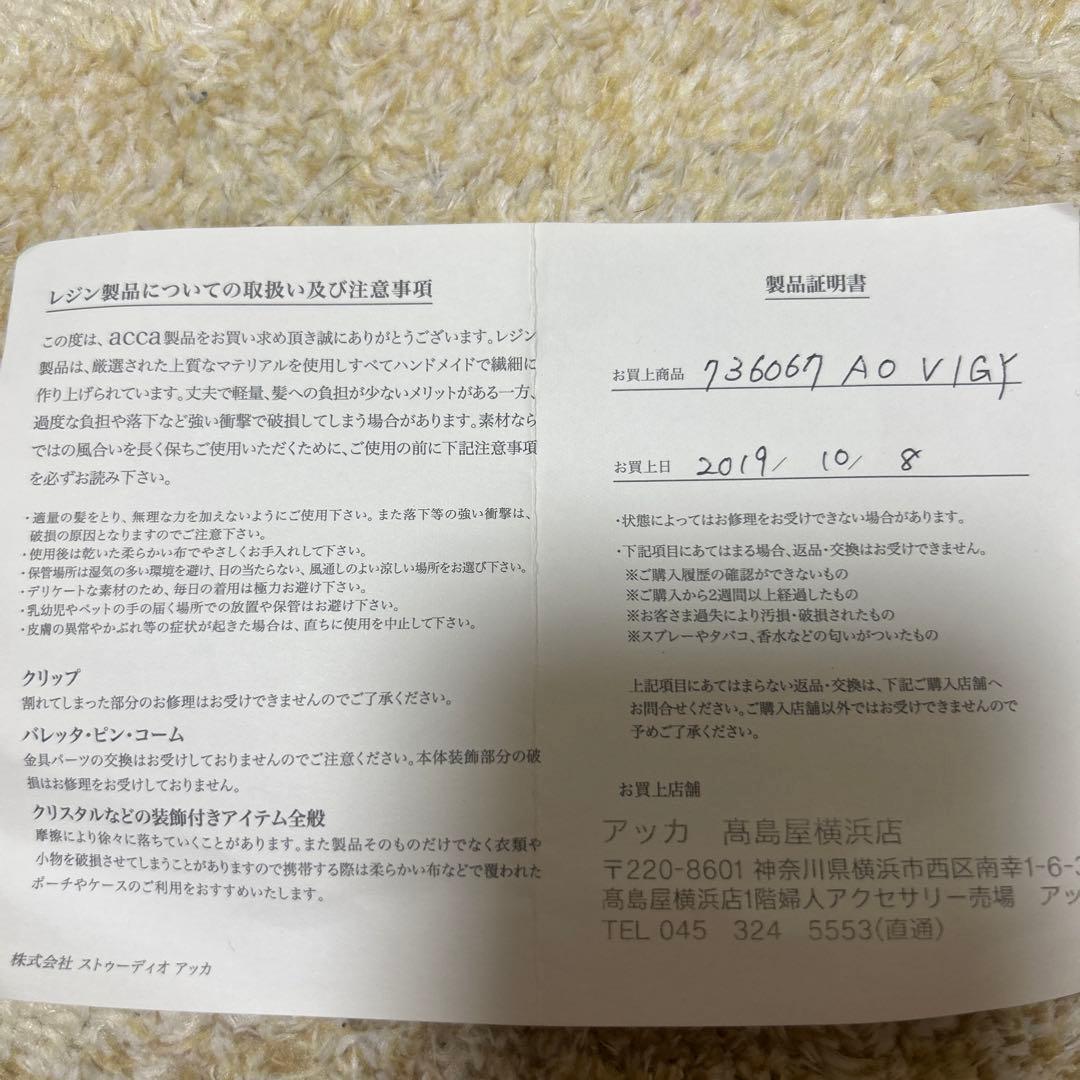 レジン製品についての取扱い及び注意事項
この度は、acca製品をお買い求め頂き誠にありがとうございます。レジン
製品は、厳選された上質なマテリアルを使用しすべてハンドメイドで繊細に
作り上げられています。丈夫で軽量、髪への負担が少ないメリットがある一方、
過度な負担や落下など強い衝撃で破損してしまう場合があります。素材なら
ではの風合いを長く保ちご使用いただくために、ご使用の前に下記注意事項
を必ずお読み下さい。
・適量の髪をとり、無理な力を加えないようにご使用下さい。また落下等の強い衝撃は、
破損の原因となりますのでご注意下さい。
・使用後は乾いた柔らかい布でやさしくお手入れして下さい。
・保管場所は湿気の多い環境を避け、日の当たらない、風通しのよい涼しい場所をお選び下さい。
・デリケートな素材のため、毎日の着用は極力お避け下さい。
・乳幼児やペットの手の届く場所での放置や保管はお避け下さい。
・皮膚の異常やかぶれ等の症状が起きた場合は、直ちに使用を中止して下さい。
クリップ
割れてしまった部分のお修理はお受けできませんのでご了承ください。
バレッタ・ピン・コーム
金具パーツの交換はお受けしておりませんのでご注意ください。本体装飾部分の破
損はお修理をお受けしておりません。
クリスタルなどの装飾付きアイテム全般
摩擦により徐々に落ちていくことがあります。また製品そのものだけでなく衣類や
小物を破損させてしまうことがありますので携帯する際は柔らかい布などで覆われた
ポーチやケースのご利用をおすすめいたします。
株式会社 ストゥーディオ アッカ
製品証明書
お買上商品 736067 AO VIGY
お買上日 2019/ 10/ 8
・状態によってはお修理をお受けできない場合があります。
・下記項目にあてはまる場合、返品・交換はお受けできません。
※ご購入履歴の確認ができないもの
※ご購入から2週間以上経過したもの
※お客さま過失により汚損・破損されたもの
※スプレーやタバコ、香水などの匂いがついたもの
上記項目にあてはまらない返品・交換は、下記ご購入店舗へ
お問合せください。ご購入店舗以外ではお受けできませんので
予めご了承ください。
お買上店舗
アッカ 髙島屋横浜店
〒220-8601 神奈川県横浜市西区南幸1-6-3
髙島屋横浜店1階婦人アクセサリー売場 アッ
TEL 045 324 5553(直通)